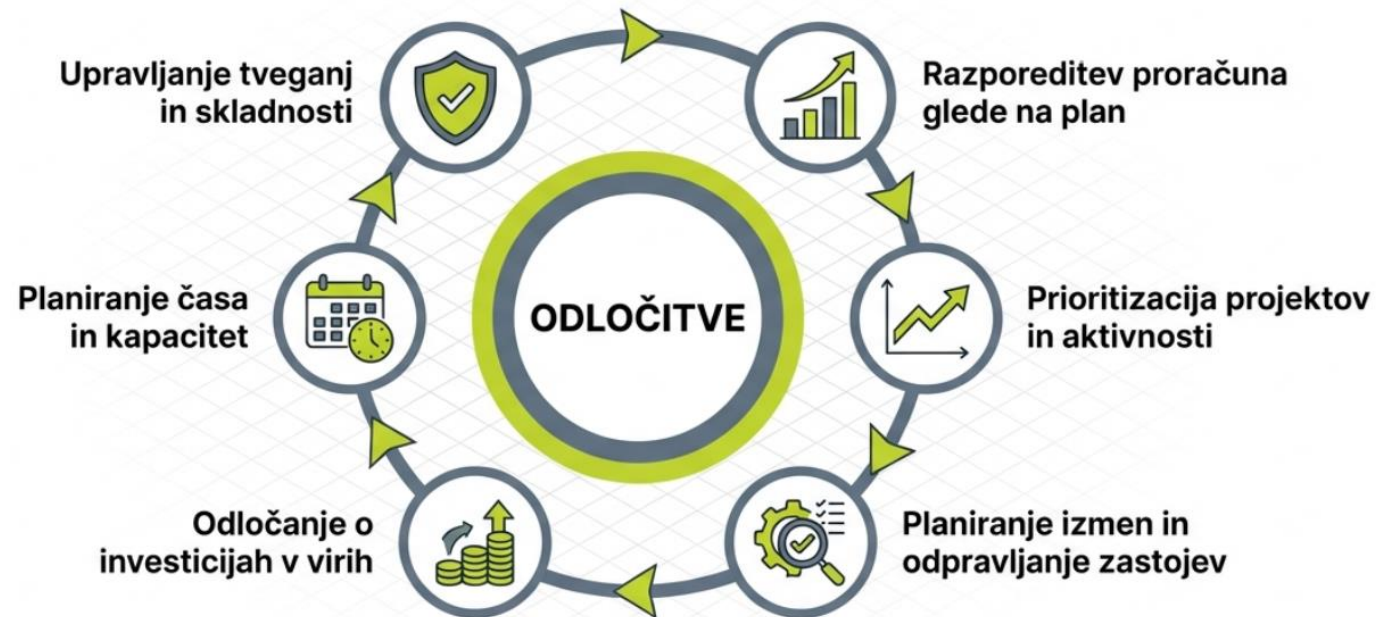 Upravljanje tveganj
in skladnosti
Razporeditev proračuna
glede na plan
Planiranje časa
in kapacitet
ODLOČITVE
Prioritizacija projektov
in aktivnosti
Odločanje o
investicijah v virih
Planiranje izmen in
odpravljanje zastojev